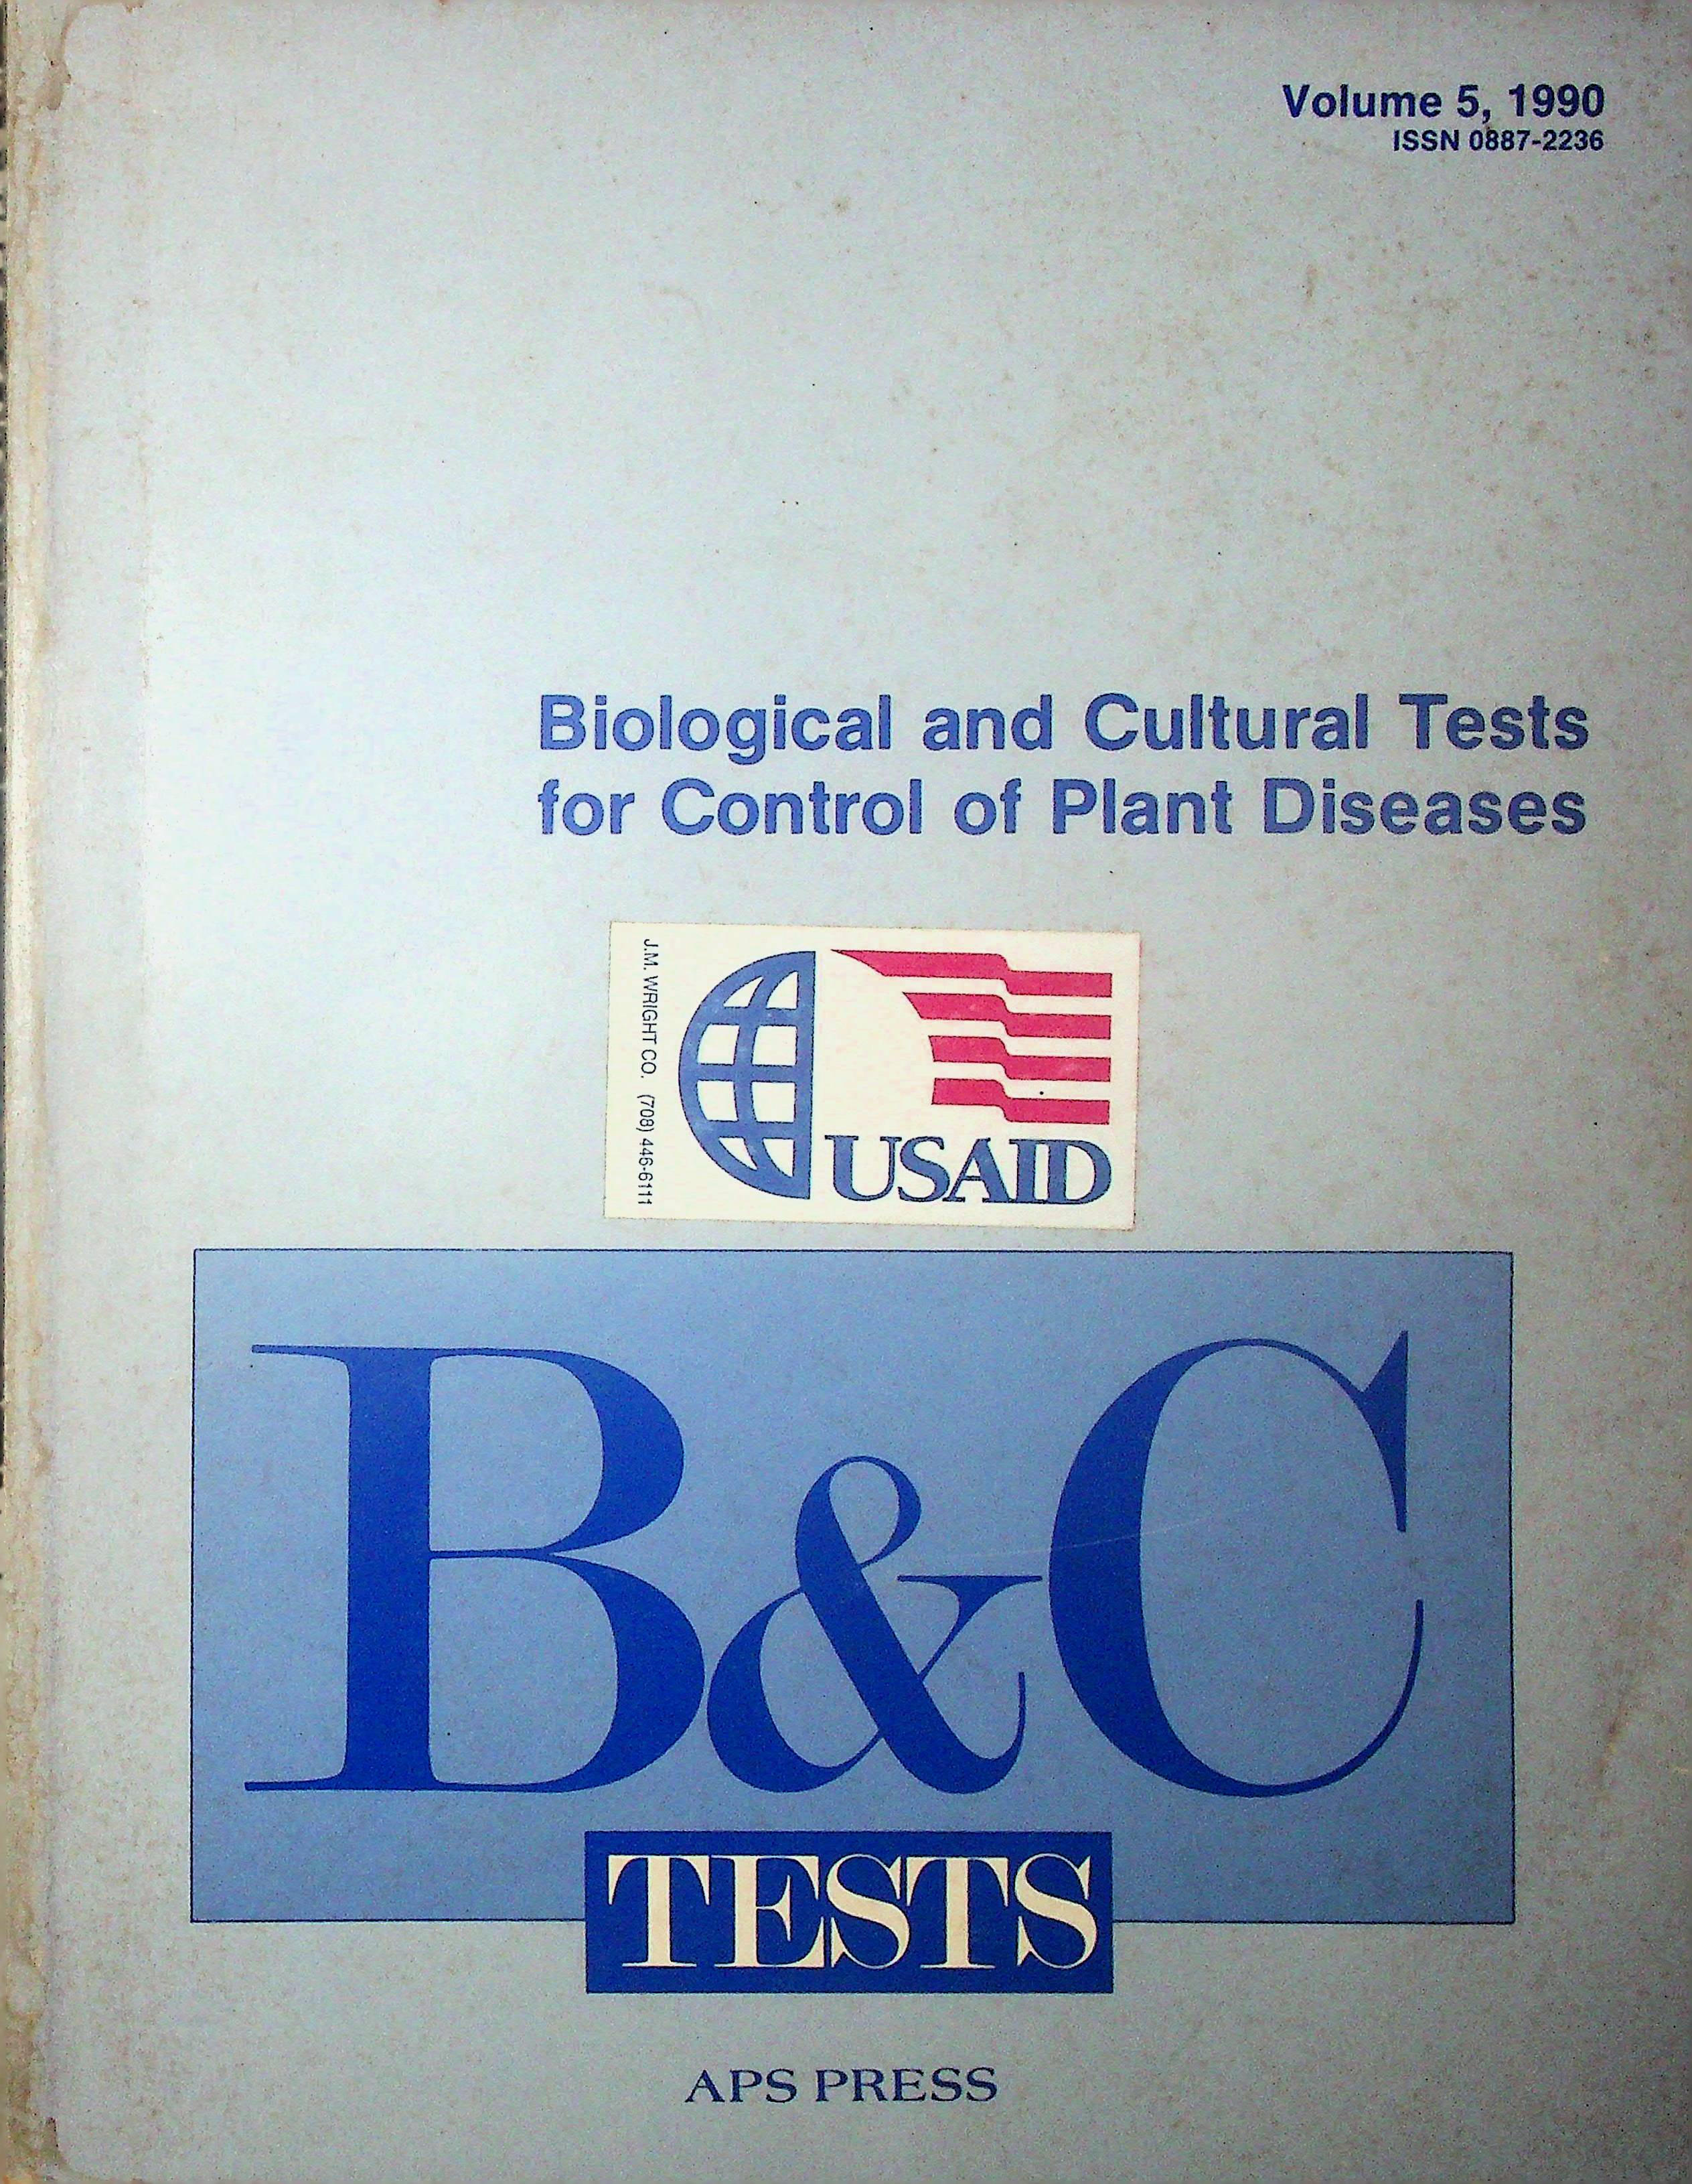 Volume 5, 1990
ISSN 0887-2236
Biological and Cultural Tests
for Control of Plant Diseases
J.M. WRIGHT CO. (708) 446-6111
USAID
B&C
TESTS
APS PRESS